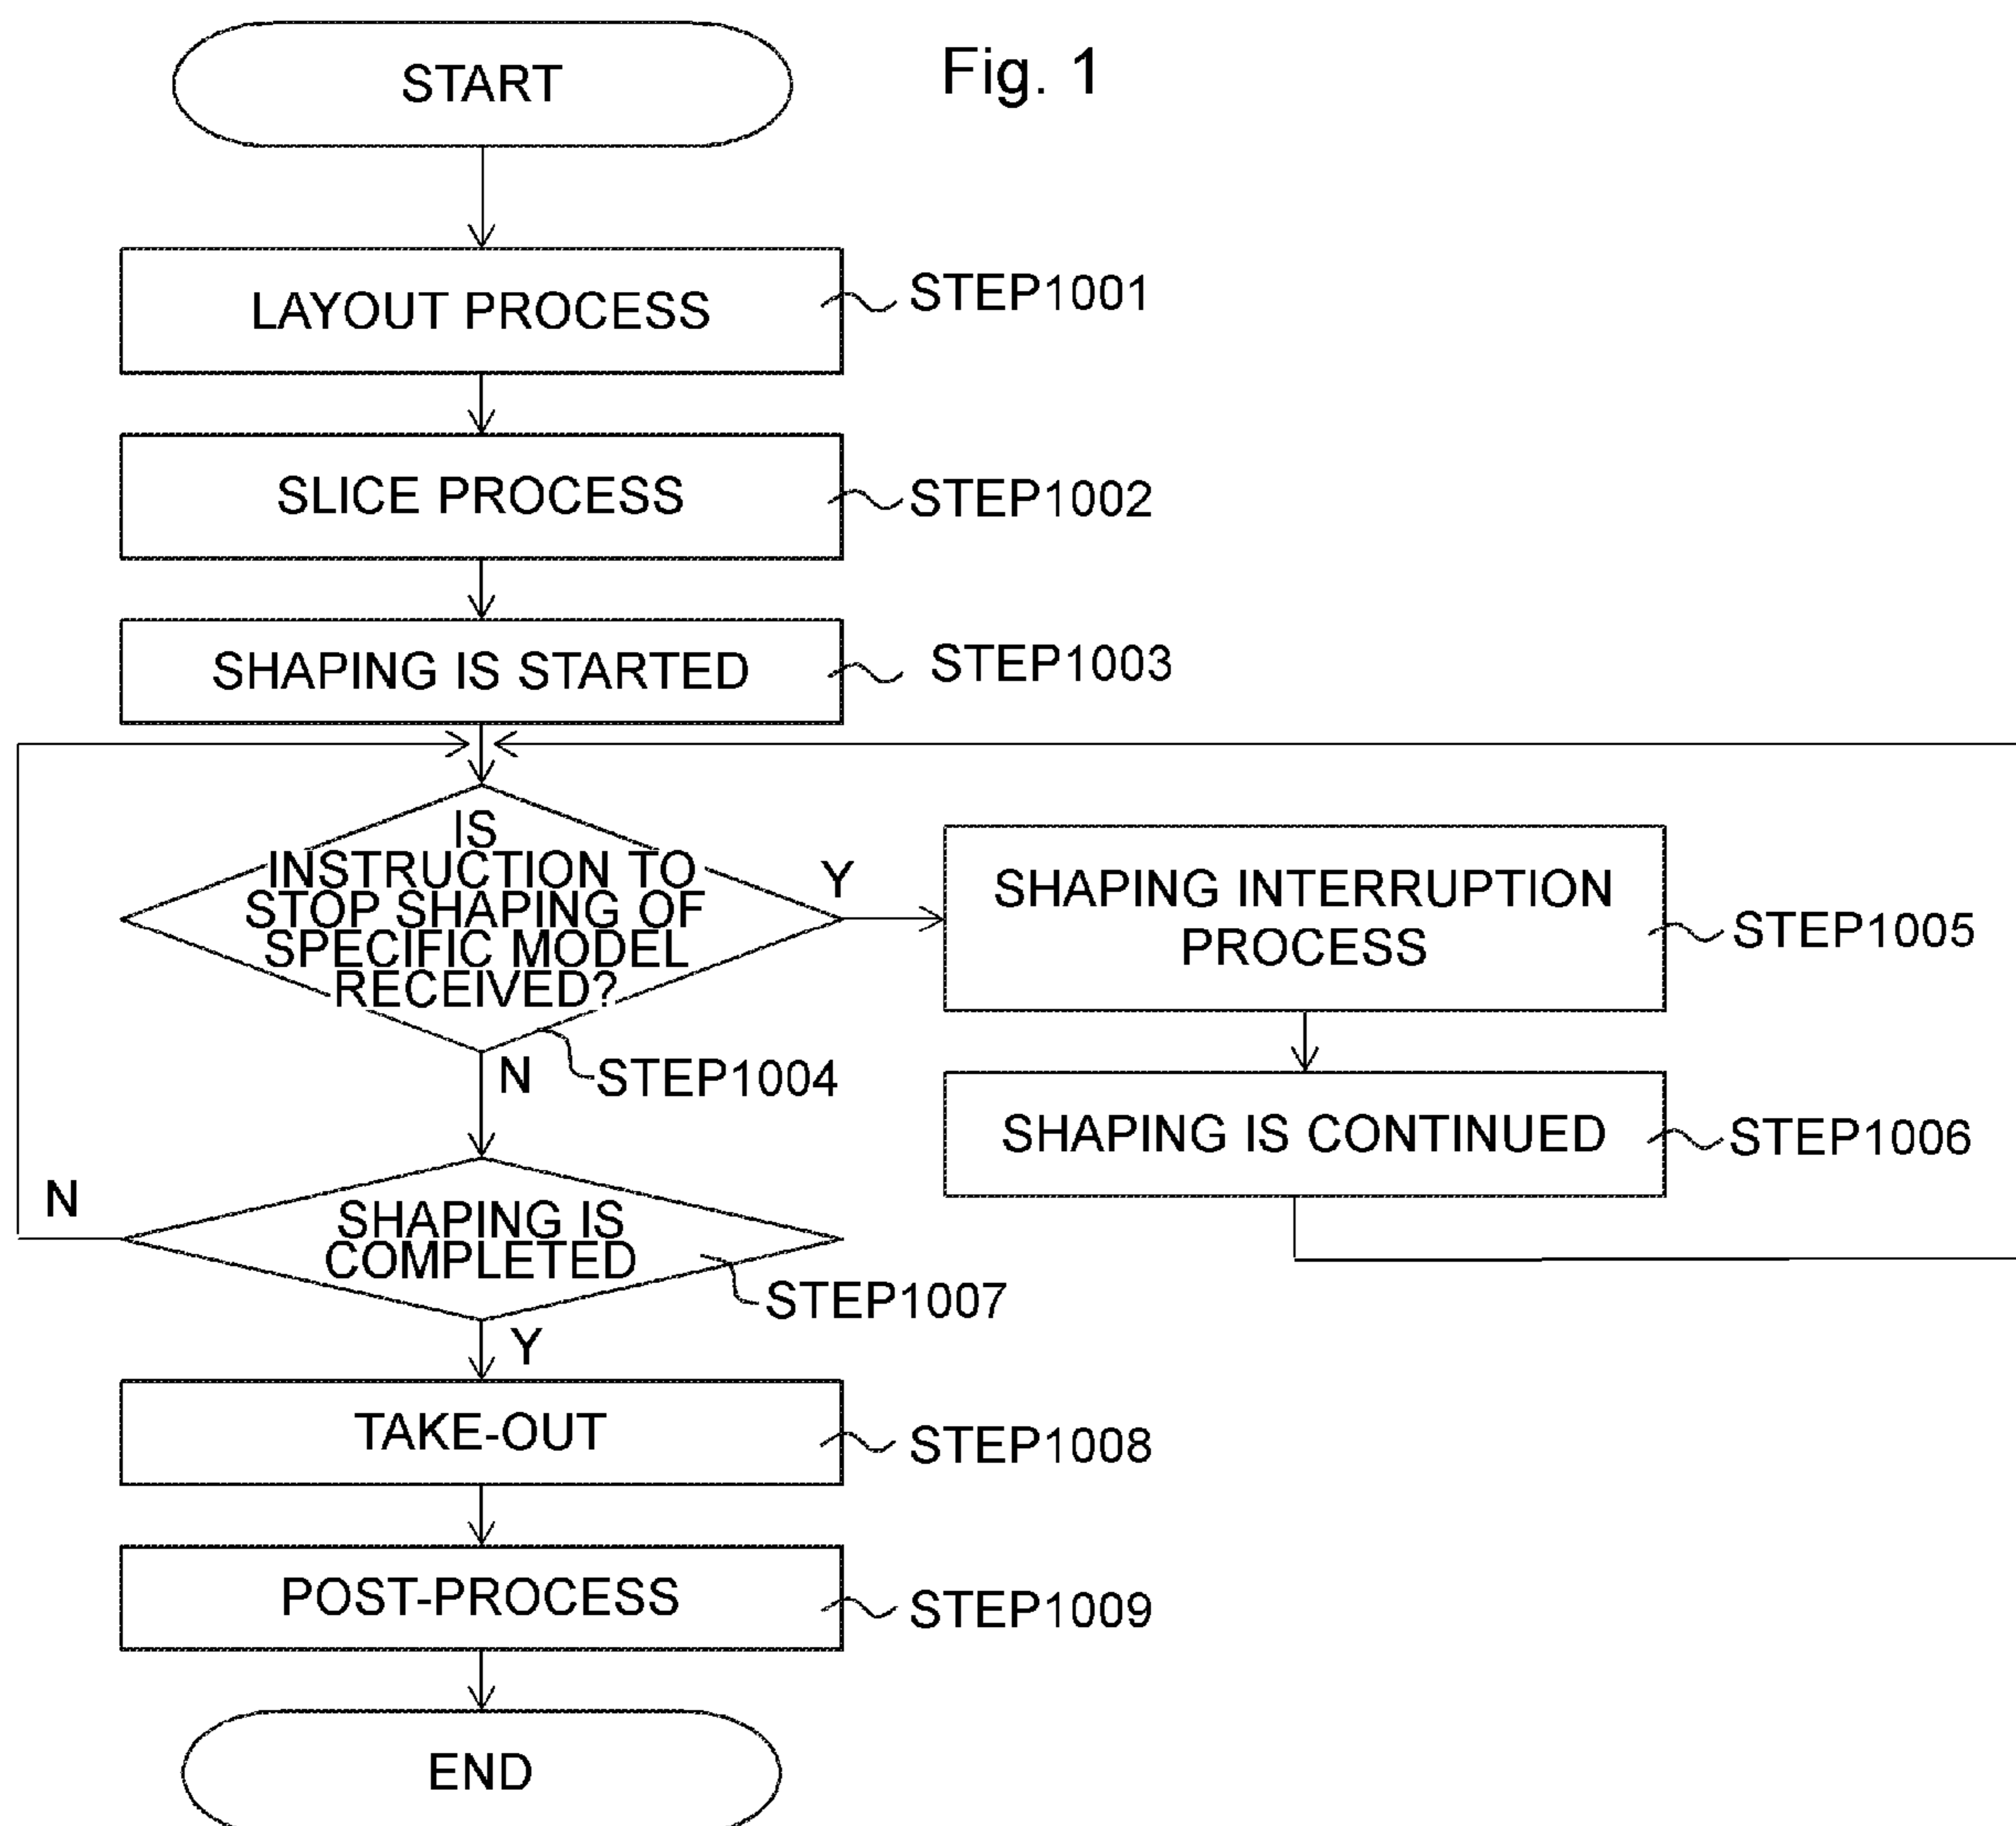 START
Fig. 1
LAYOUT PROCESS
STEP1001
SLICE PROCESS
STEP1002
SHAPING IS STARTED
STEP1003
IS
INSTRUCTION TO
STOP SHAPING OF
SPECIFIC MODEL
RECEIVED?
Y
SHAPING INTERRUPTION
PROCESS
STEP1005
N
STEP1004
SHAPING IS CONTINUED
STEP1006
N
SHAPING IS
COMPLETED
STEP1007
Y
TAKE-OUT
STEP1008
POST-PROCESS
STEP1009
END